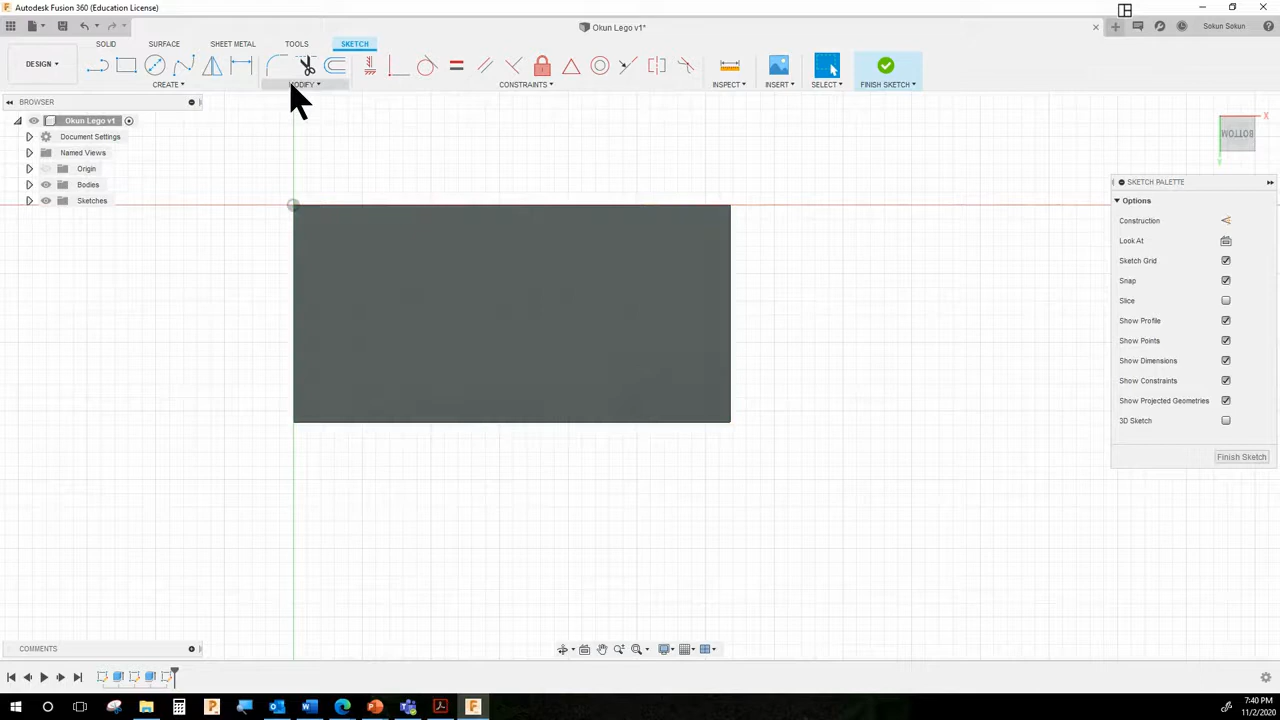 Autodesk Fusion 360 (Education License)
Okun Lego v1*
Sokun Sokun
SOLID
SURFACE
SHEET METAL
TOOLS
SKETCH
DESIGN
CREATE
MODIFY
CONSTRAINTS
INSPECT
INSERT
SELECT
FINISH SKETCH
BROWSER
Okun Lego v1
Document Settings
Named Views
Origin
Bodies
Sketches
X
BOTTOM
Y
SKETCH PALETTE
Options
Construction
Look At
Sketch Grid
Snap
Slice
Show Profile
Show Points
Show Dimensions
Show Constraints
Show Projected Geometries
3D Sketch
Finish Sketch
COMMENTS
7:40 PM
11/2/2020